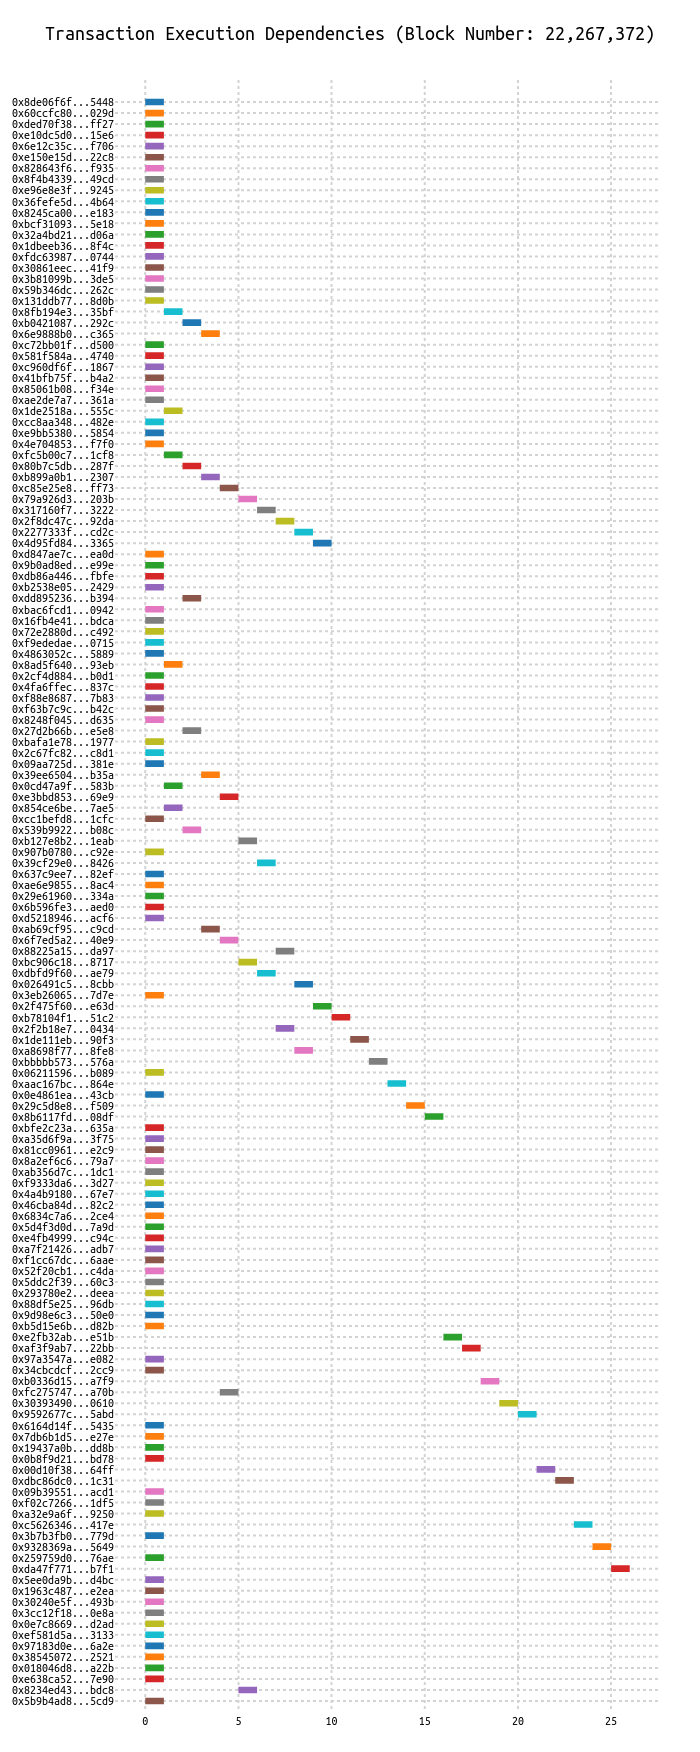 Transaction Execution Dependencies (Block Number: 22,267,372)
0x8de06f6f...5448
0x60ccfc80...029d
0xded70f38...ff27
0xe10dc5d0...15e6
0x6e12c35c...f706
0xe150e15d...22c8
0x828643f6...f935
0x8f4b4339...49cd
0xe96e8e3f...9245
0x36fefe5d...4b64
0x8245ca00...e183
0xbcf31093...5e18
0x32a4bd21...d06a
0x1dbeeb36...8f4c
0xfdc63987...0744
0x30861eec...41f9
0x3b81099b...3de5
0x59b346dc...262c
0x131ddb77...8d0b
0x8fb194e3...35bf
0xb0421087...292c
0x6e9888b0...c365
0xc72bb01f...d500
0x581f584a...4740
0xc960df6f...1867
0x41bfb75f...b4a2
0x85061b08...f34e
0xae2de7a7...361a
0x1de2518a...555c
0xcc8aa348...482e
0xe9bb5380...5854
0x4e704853...f7f0
0xfc5b00c7...1cf8
0x80b7c5db...287f
0xb899a0b1...2307
0xc85e25e8...ff73
0x79a926d3...203b
0x317160f7...3222
0x2f8dc47c...92da
0x2277333f...cd2c
0x4d95fd84...3365
0xd847ae7c...ea0d
0x9b0ad8ed...e99e
0xdb86a446...fbfe
0xb2538e05...2429
0xdd895236...b394
0xbac6fcd1...0942
0x16fb4e41...bdca
0x72e2880d...c492
0xf9ededae...0715
0x4863052c...5889
0x8ad5f640...93eb
0x2cf4d884...b0d1
0x4fa6ffec...837c
0xf88e8687...7b83
0xf63b7c9c...b42c
0x8248f045...d635
0x27d2b66b...e5e8
0xbafa1e78...1977
0x2c67fc82...c8d1
0x09aa725d...381e
0x39ee6504...b35a
0x0cd47a9f...583b
0xe3bbd853...69e9
0x854ce6be...7ae5
0xcc1befd8...1cfc
0x539b9922...b08c
0xb127e8b2...1eab
0x907b0780...c92e
0x39cf29e0...8426
0x637c9ee7...82ef
0xae6e9855...8ac4
0x29e61960...334a
0x6b596fe3...aed0
0xd5218946...acf6
0xab69cf95...c9cd
0x6f7ed5a2...40e9
0x88225a15...da97
0xbc906c18...8717
0xdbfd9f60...ae79
0x026491c5...8cbb
0x3eb26065...7d7e
0x2f475f60...e63d
0xb78104f1...51c2
0x2f2b18e7...0434
0x1de111eb...90f3
0xa8698f77...8fe8
0xbbbbb573...576a
0x06211596...b089
0xaac167bc...864e
0x0e4861ea...43cb
0x29c5d8e8...f509
0x8b6117fd...08df
0xbfe2c23a...635a
0xa35d6f9a...3f75
0x81cc0961...e2c9
0x8a2ef6c6...79a7
0xab356d7c...1dc1
0xf9333da6...3d27
0x4a4b9180...67e7
0x46cba84d...82c2
0x6834c7a6...2ce4
0x5d4f3d0d...7a9d
0xe4fb4999...c94c
0xa7f21426...adb7
0xf1cc67dc...6aae
0x52f20cb1...c4da
0x5ddc2f39...60c3
0x293780e2...deea
0x88df5e25...96db
0x9d98e6c3...50e0
0xb5d15e6b...d82b
0xe2fb32ab...e51b
0xaf3f9ab7...22bb
0x97a3547a...e082
0x34cbcdcf...2cc9
0xb0336d15...a7f9
0xfc275747...a70b
0x30393490...0610
0x9592677c...5abd
0x6164d14f...5435
0x7db6b1d5...e27e
0x19437a0b...dd8b
0x0b8f9d21...bd78
0x00d10f38...64ff
0xdbc86dc0...1c31
0x09b39551...acd1
0xf02c7266...1df5
0xa32e9a6f...9250
0xc5626346...417e
0x3b7b3fb0...779d
0x9328369a...5649
0x259759d0...76ae
0xda47f771...b7f1
0x5ee0da9b...d4bc
0x1963c487...e2ea
0x30240e5f...493b
0x3cc12f18...0e8a
0x0e7c8669...d2ad
0xef581d5a...3133
0x97183d0e...6a2e
0x38545072...2521
0x018046d8...a22b
0xe638ca52...7e90
0x8234ed43...bdc8
0x5b9b4ad8...5cd9
0 5 10 15 20 25